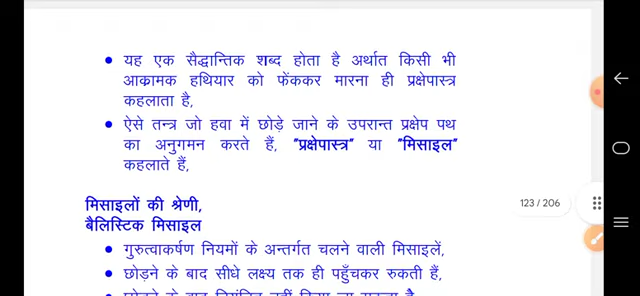 यह एक सैद्धान्तिक शब्द होता है अर्थात किसी भी
आक्रामक हथियार को फेंककर मारना ही प्रक्षेपास्त्र
कहलाता है,
ऐसे तन्त्र जो हवा में छोड़े जाने के उपरान्त प्रक्षेप पथ
का अनुगमन करते हैं, "प्रक्षेपास्त्र" या "मिसाइल"
कहलाते हैं,
मिसाइलों की श्रेणी,
123 / 206
बैलिस्टिक मिसाइल
गुरुत्वाकर्षण नियमों के अन्तर्गत चलने वाली मिसाइलें,
छोड़ने के बाद सीधे लक्ष्य तक ही पहुँचकर रुकती हैं,
छोड़ने के बाद